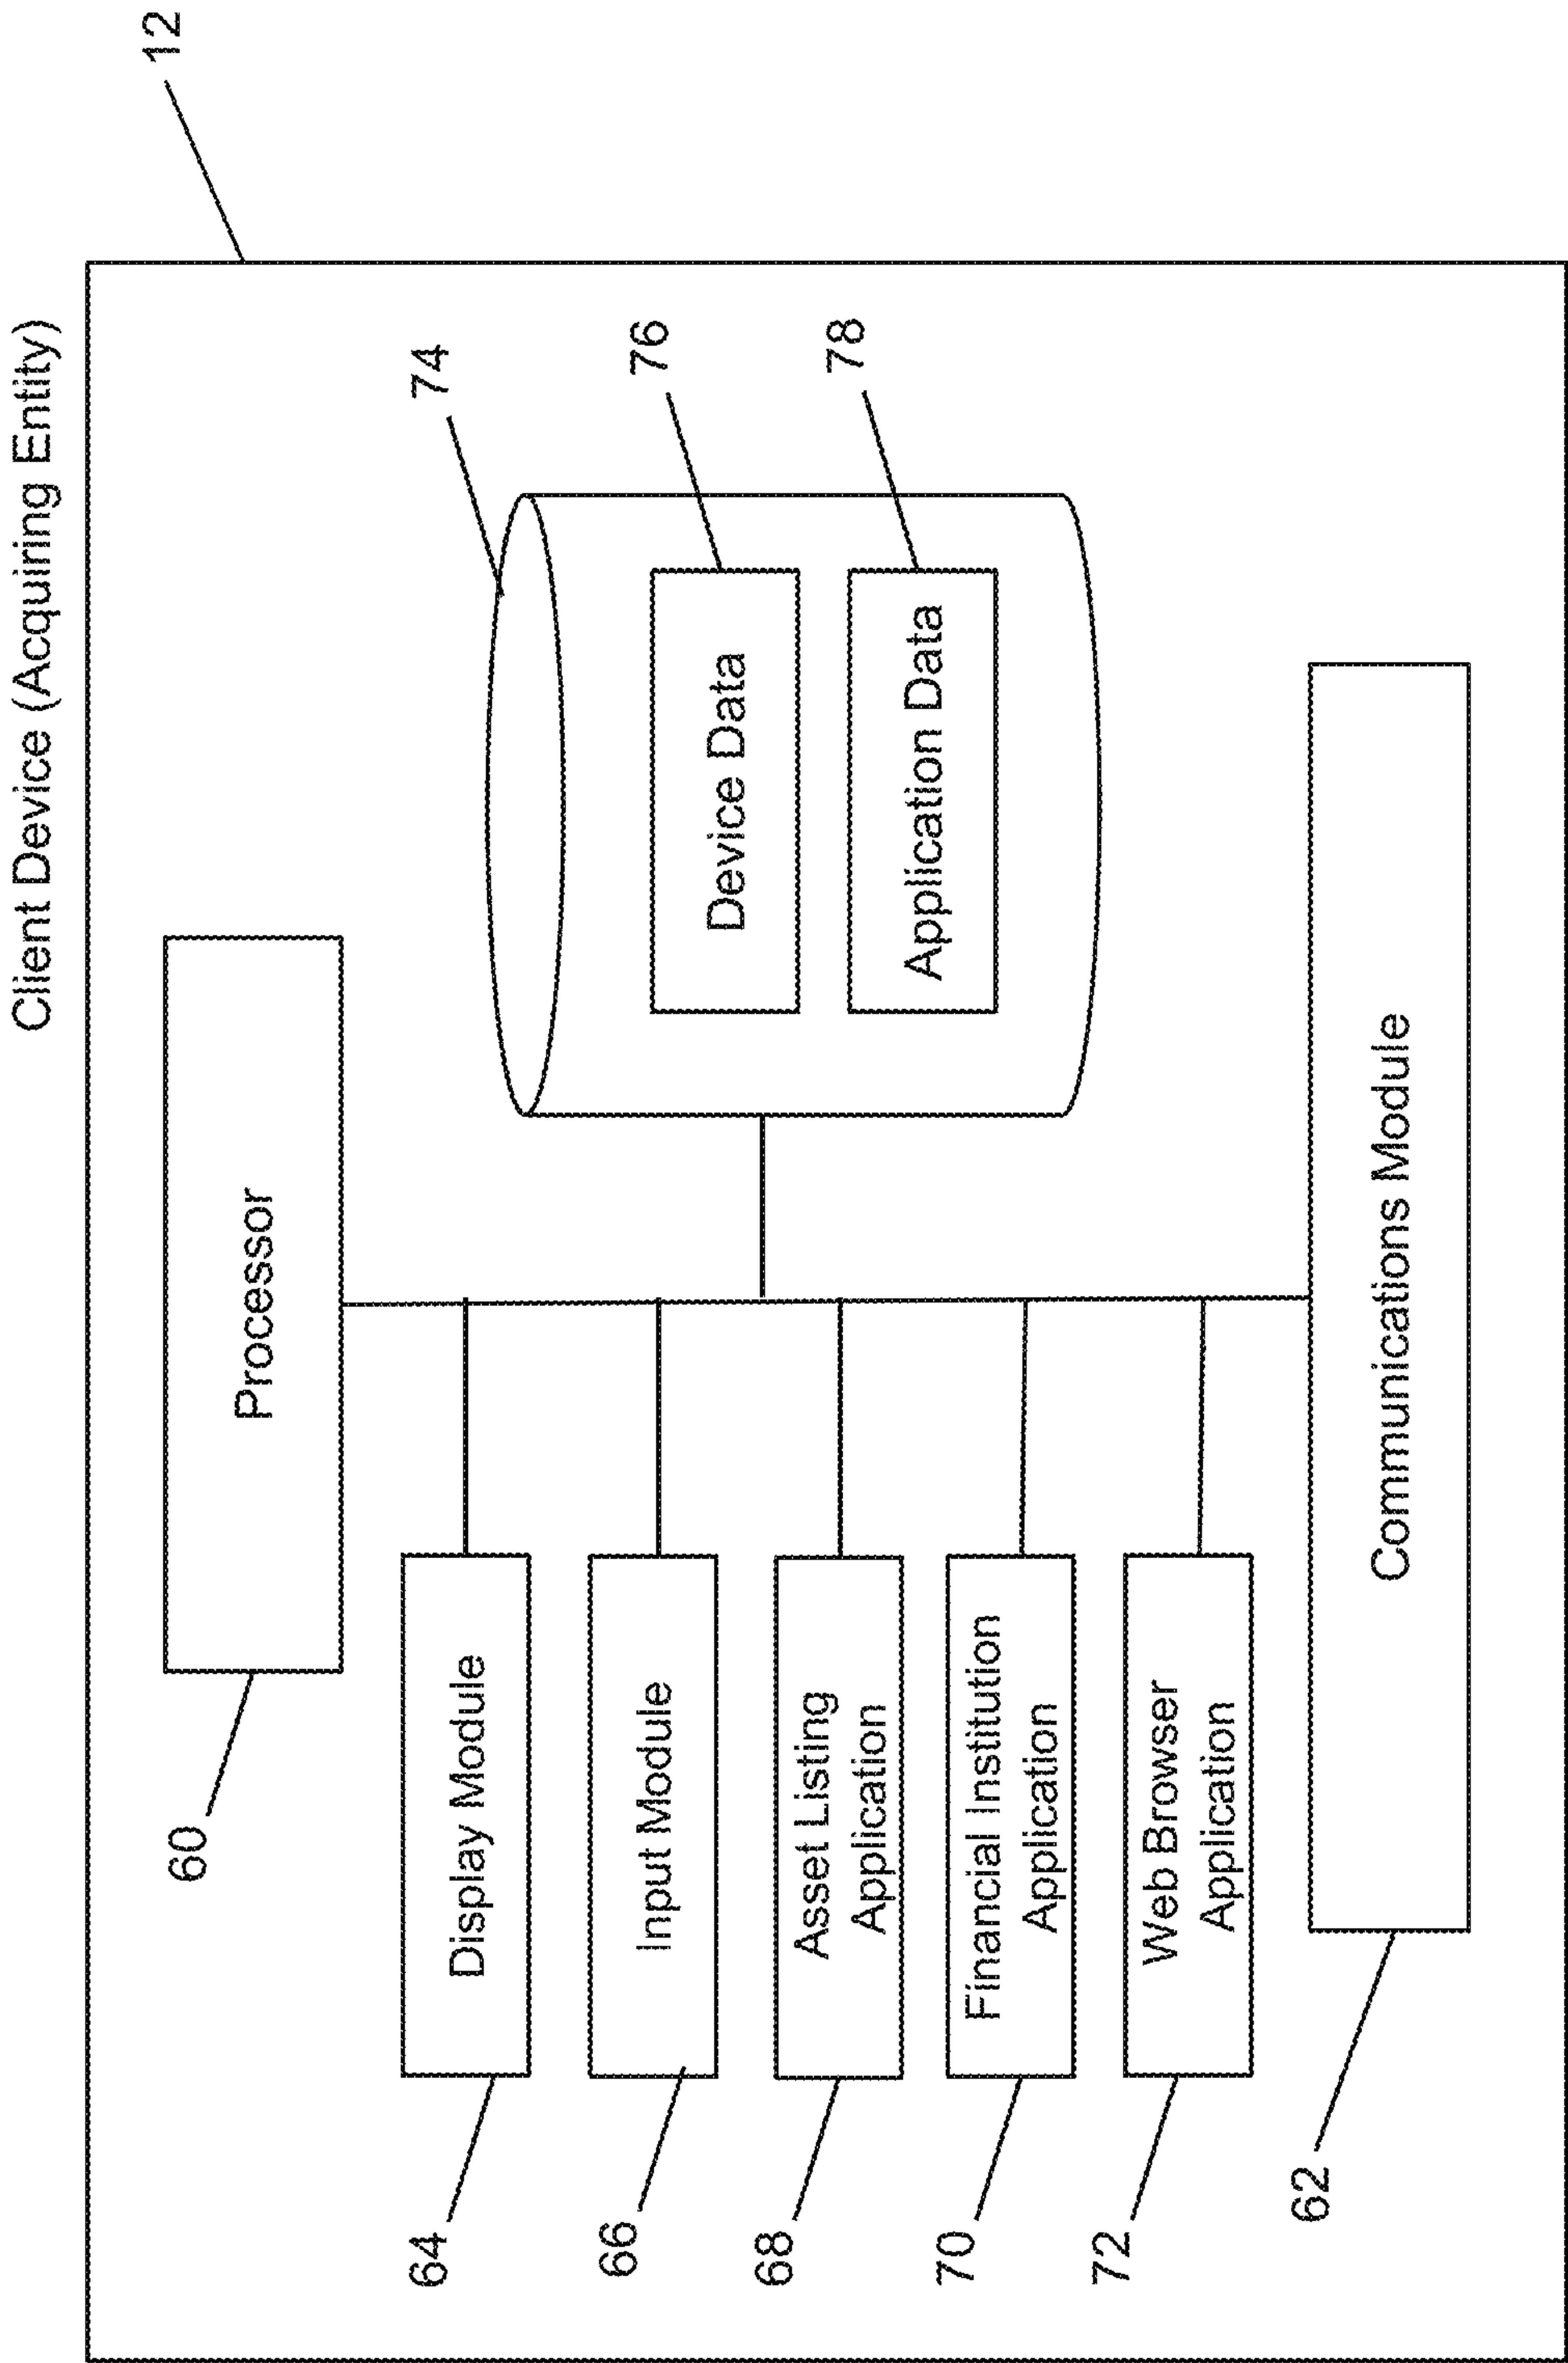 Client Device (Acquiring Entity)
12
60
Processor
74
64
Display Module
66
Input Module
76
Device Data
68
Asset Listing
Application
78
Application Data
70
Financial Institution
Application
72
Web Browser
Application
62
Communications Module